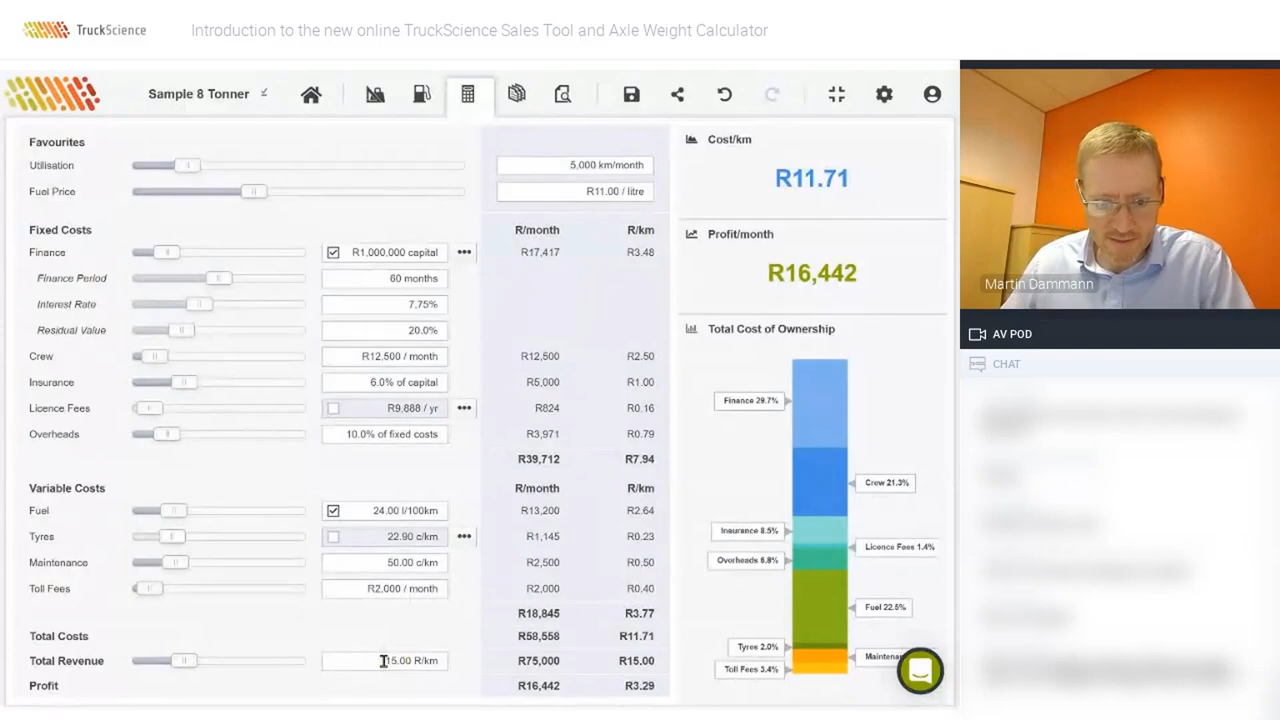 TruckScience
Introduction to the new online TruckScience Sales Tool and Axle Weight Calculator
Sample 8 Tonner
Favourites
Utilisation 5,000 km/month
Fuel Price R11.00 / litre
Fixed Costs R/month R/km
Finance R1,000,000 capital R17,417 R3.48
Finance Period 60 months
Interest Rate 7.75%
Residual Value 20.0%
Crew R12,500 / month R12,500 R2.50
Insurance 6.0% of capital R5,000 R1.00
Licence Fees R9,888 / yr R824 R0.16
Overheads 10.0% of fixed costs R3,971 R0.79
R39,712 R7.94
Variable Costs R/month R/km
Fuel 24.00 l/100km R13,200 R2.64
Tyres 22.90 c/km R1,145 R0.23
Maintenance 50.00 c/km R2,500 R0.50
Toll Fees R2,000 / month R2,000 R0.40
R18,845 R3.77
Total Costs R58,558 R11.71
Total Revenue 15.00 R/km R75,000 R15.00
Profit R16,442 R3.29
Cost/km
R11.71
Profit/month
R16,442
Total Cost of Ownership
Finance 29.7%
Crew 21.3%
Insurance 8.5%
Licence Fees 1.4%
Overheads 6.8%
Fuel 22.5%
Tyres 2.0%
Maintenan
Toll Fees 3.4%
Martin Dammann
AV POD
CHAT